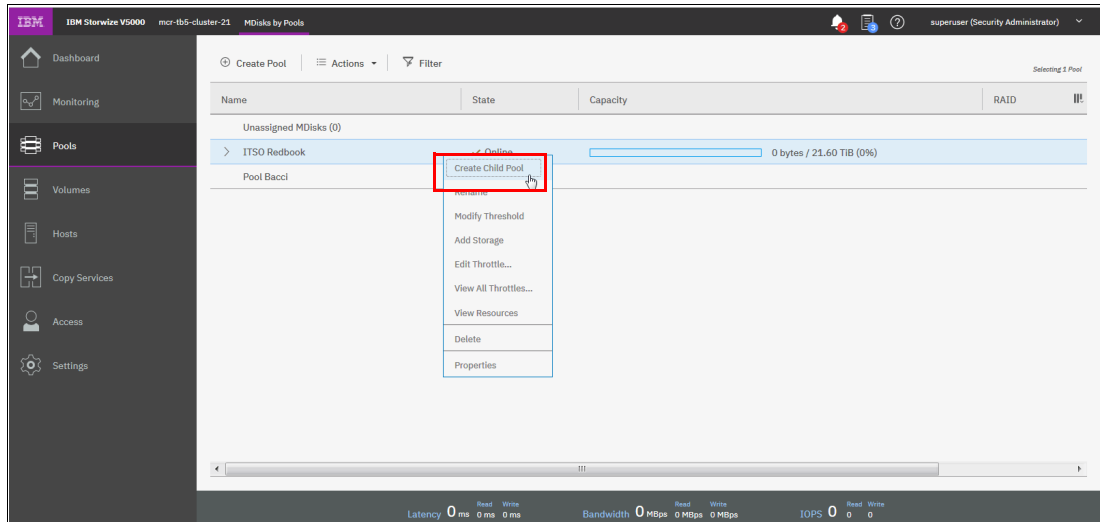 IBM IBM Storwize V5000 mcr-tb5-cluster-21 MDisks by Pools 2 3 ? superuser (Security Administrator)
Dashboard
Monitoring
Pools
Volumes
Hosts
Copy Services
Access
Settings
Create Pool Actions Filter
Selecting 1 Pool
Name State Capacity RAID
Unassigned MDisks (0)
ITSO Redbook Online 0 bytes / 21.60 TiB (0%)
Pool Bacci
Create Child Pool
Rename
Modify Threshold
Add Storage
Edit Throttle...
View All Throttles...
View Resources
Delete
Properties
Read Write Read Write Read Write
Latency 0 ms 0 ms 0 ms Bandwidth 0 MBps 0 MBps 0 MBps IOPS 0 0 0